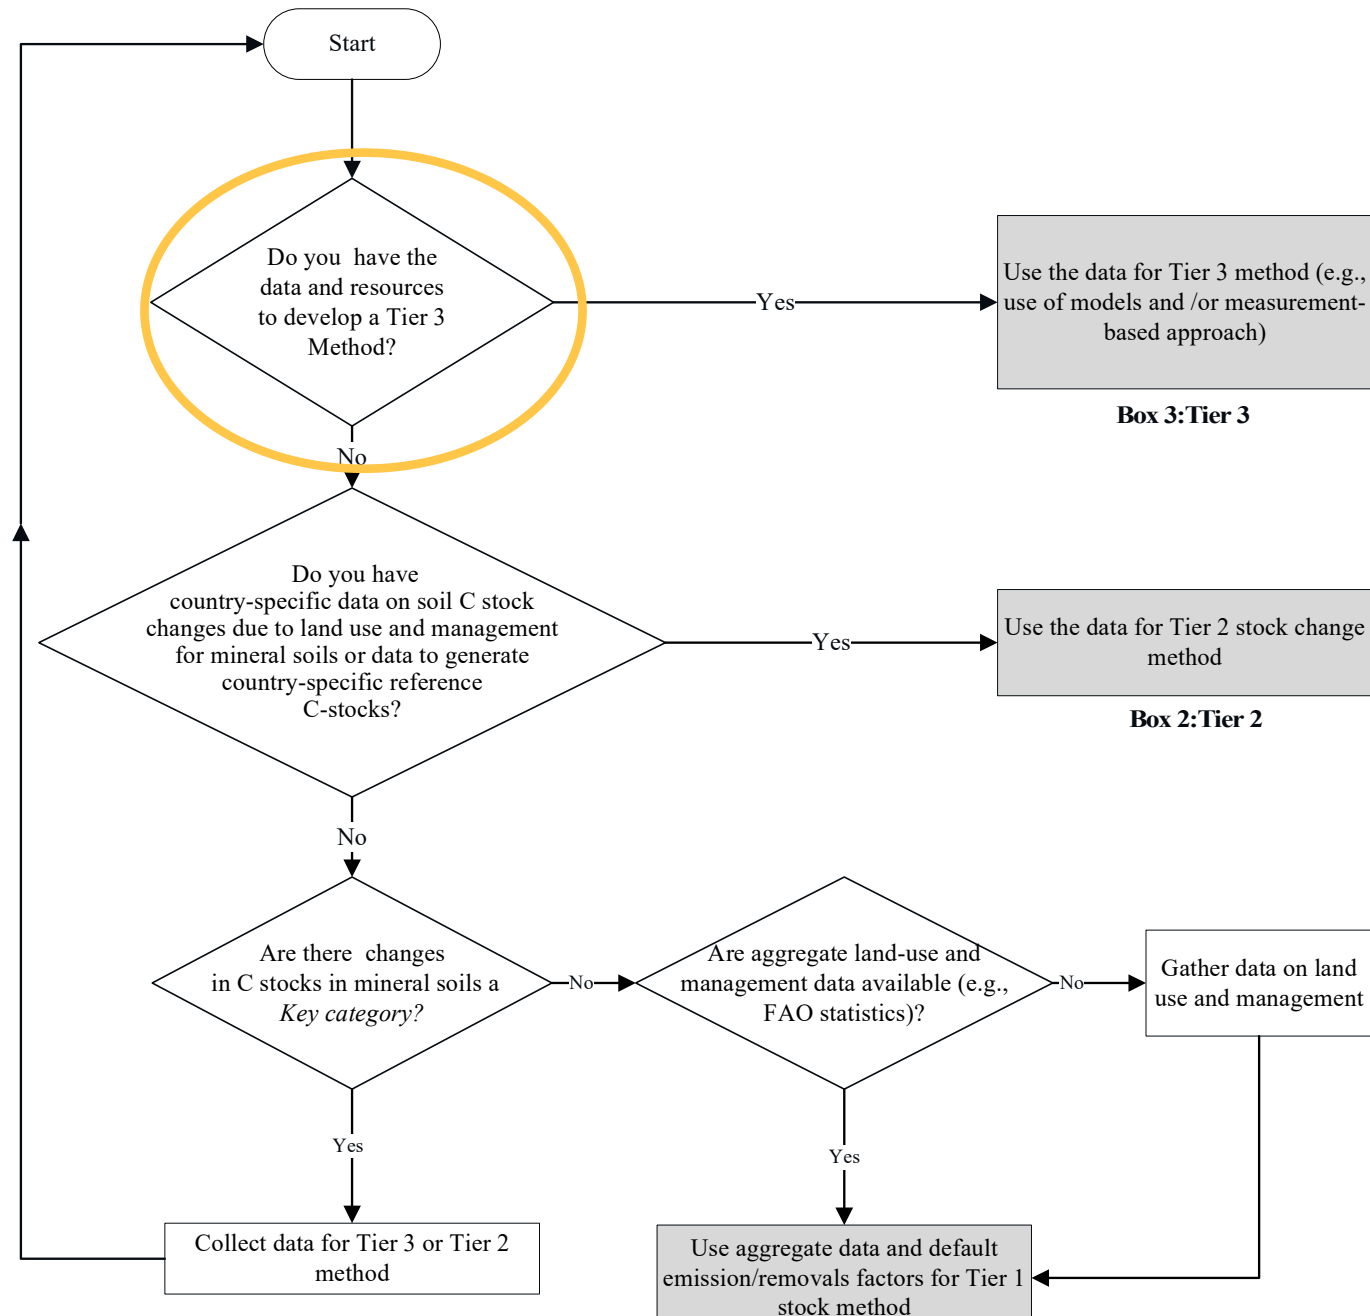 Start
Do you have the
data and resources
to develop a Tier 3
Method?
Yes
Use the data for Tier 3 method (e.g.,
use of models and /or measurement-
based approach)
Box 3:Tier 3
No
Do you have
country-specific data on soil C stock
changes due to land use and management
for mineral soils or data to generate
country-specific reference
C-stocks?
Yes
Use the data for Tier 2 stock change
method
Box 2:Tier 2
No
Are there changes
in C stocks in mineral soils a
Key category?
No
Are aggregate land-use and
management data available (e.g.,
FAO statistics)?
No
Gather data on land
use and management
Yes
Yes
Collect data for Tier 3 or Tier 2
method
Use aggregate data and default
emission/removals factors for Tier 1
stock method